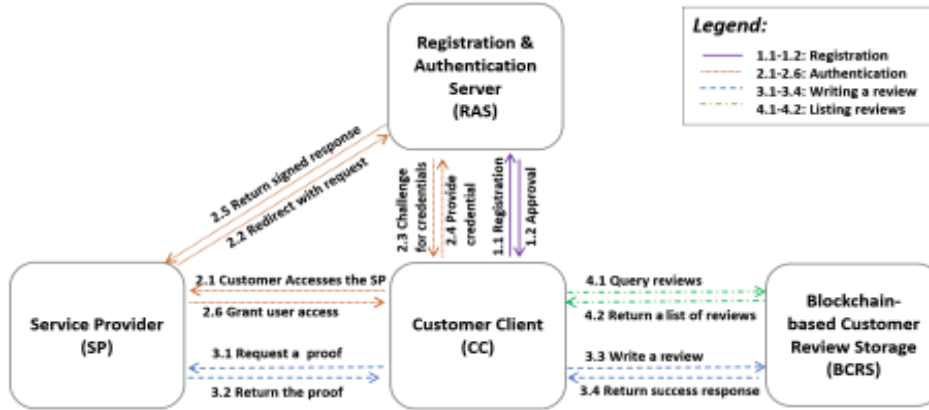 Registration &
Authentication
Server
(RAS)
Legend:
1.1-1.2: Registration
2.1-2.6: Authentication
3.1-3.4: Writing a review
4.1-4.2: Listing reviews
2.5 Return signed response
2.2 Redirect with request
2.3 Challenge
for credentials
2.4 Provide
credential
1.1 Registration
1.2 Approval
Service Provider
(SP)
2.1 Customer Accesses the SP
2.6 Grant user access
3.1 Request a proof
3.2 Return the proof
Customer Client
(CC)
4.1 Query reviews
4.2 Return a list of reviews
3.3 Write a review
3.4 Return success response
Blockchain-
based Customer
Review Storage
(BCRS)